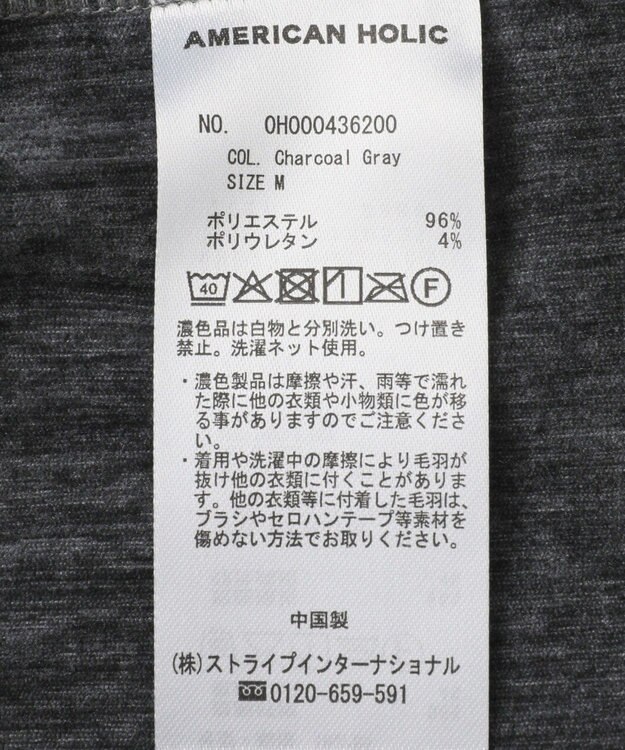 AMERICAN HOLIC
NO. 0H000436200
COL. Charcoal Gray
SIZE M
ポリエステル 96%
ポリウレタン 4%
40 F
濃色品は白物と分別洗い。つけ置き
禁止。洗濯ネット使用。
・濃色製品は摩擦や汗、雨等で濡れ
た際に他の衣類や小物類に色が移
る事がありますのでご注意くださ
い。
・着用や洗濯中の摩擦により毛羽が
抜け他の衣類に付くことがありま
す。他の衣類等に付着した毛羽は、
ブラシやセロハンテープ等素材を
傷めない方法でお取りください。
中国製
(株)ストライプインターナショナル
0120-659-591